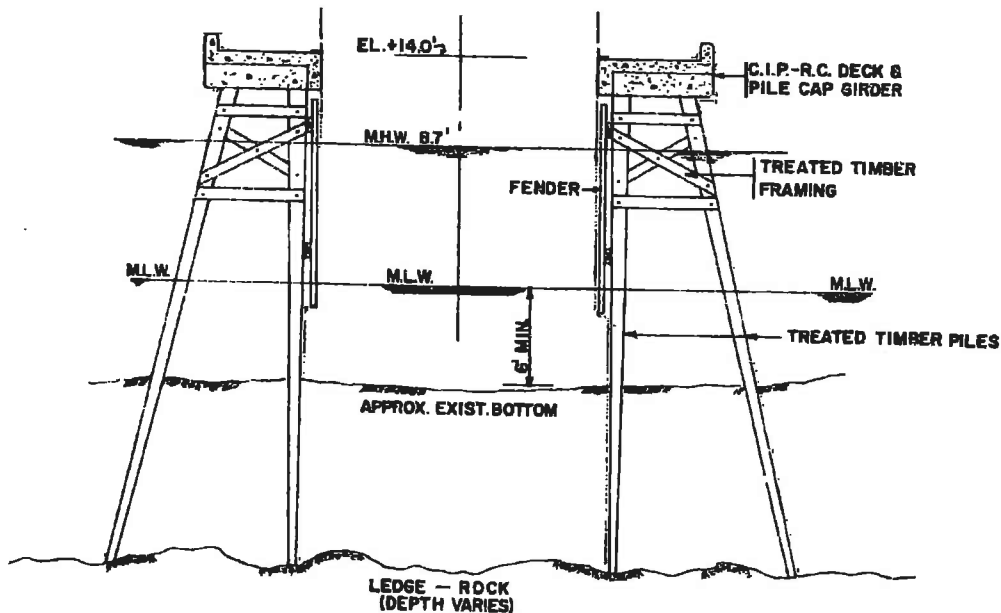 EL.+14.0'
C.I.P.-R.C. DECK &
PILE CAP GIRDER
M.H.W. 8.7'
TREATED TIMBER
FRAMING
FENDER
M.L.W.
M.L.W.
M.L.W.
6' MIN.
TREATED TIMBER PILES
APPROX. EXIST. BOTTOM
LEDGE — ROCK
(DEPTH VARIES)